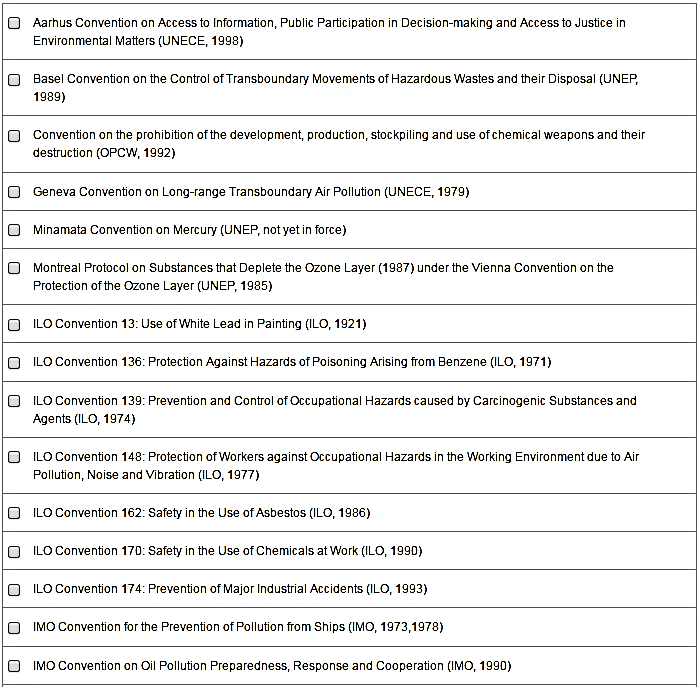 Aarhus Convention on Access to Information, Public Participation in Decision-making and Access to Justice in
Environmental Matters (UNECE, 1998)
Basel Convention on the Control of Transboundary Movements of Hazardous Wastes and their Disposal (UNEP,
1989)
Convention on the prohibition of the development, production, stockpiling and use of chemical weapons and their
destruction (OPCW, 1992)
Geneva Convention on Long-range Transboundary Air Pollution (UNECE, 1979)
Minamata Convention on Mercury (UNEP, not yet in force)
Montreal Protocol on Substances that Deplete the Ozone Layer (1987) under the Vienna Convention on the
Protection of the Ozone Layer (UNEP, 1985)
ILO Convention 13: Use of White Lead in Painting (ILO, 1921)
ILO Convention 136: Protection Against Hazards of Poisoning Arising from Benzene (ILO, 1971)
ILO Convention 139: Prevention and Control of Occupational Hazards caused by Carcinogenic Substances and
Agents (ILO, 1974)
ILO Convention 148: Protection of Workers against Occupational Hazards in the Working Environment due to Air
Pollution, Noise and Vibration (ILO, 1977)
ILO Convention 162: Safety in the Use of Asbestos (ILO, 1986)
ILO Convention 170: Safety in the Use of Chemicals at Work (ILO, 1990)
ILO Convention 174: Prevention of Major Industrial Accidents (ILO, 1993)
IMO Convention for the Prevention of Pollution from Ships (IMO, 1973,1978)
IMO Convention on Oil Pollution Preparedness, Response and Cooperation (IMO, 1990)